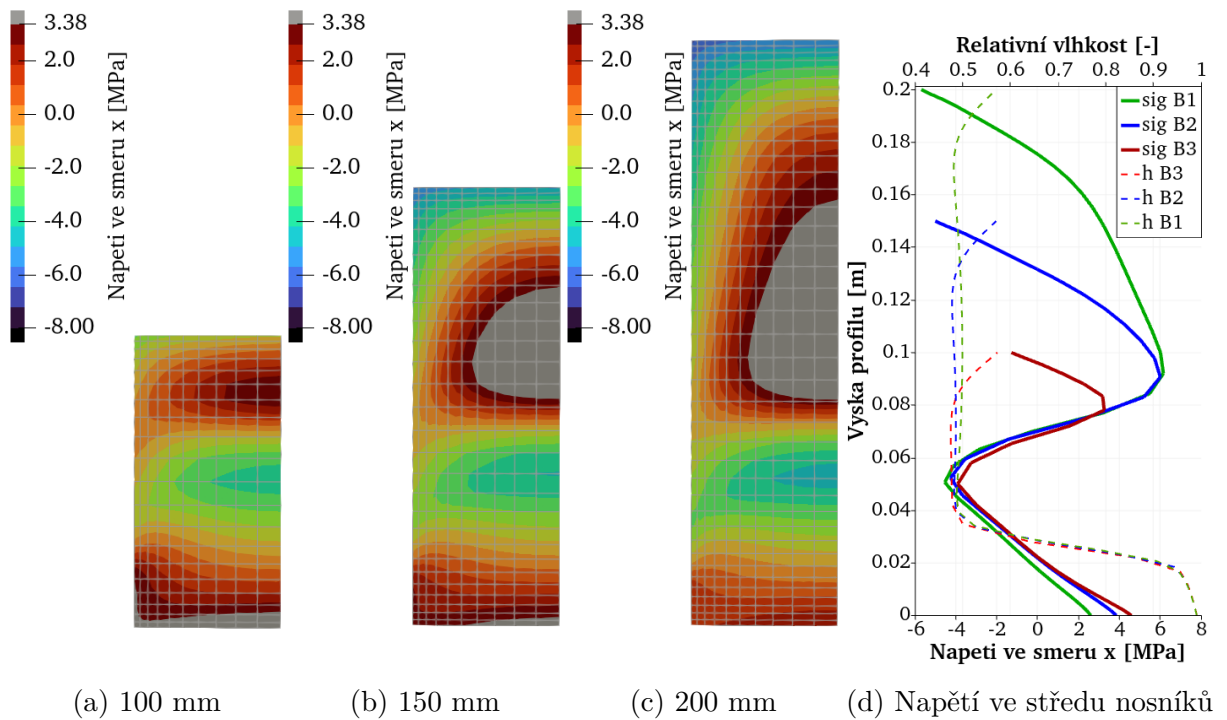 3.38
2.0
0.0
-2.0
-4.0
-6.0
-8.00
Napeti ve smeru x [MPa]
3.38
2.0
0.0
-2.0
-4.0
-6.0
-8.00
Napeti ve smeru x [MPa]
3.38
2.0
0.0
-2.0
-4.0
-6.0
-8.00
Napeti ve smeru x [MPa]
Relativní vlhkost [-]
0.4 0.5 0.6 0.7 0.8 0.9 1
0.2
0.18
0.16
0.14
0.12
0.1
0.08
0.06
0.04
0.02
0
Vyska profilu [m]
sig B1
sig B2
sig B3
h B3
h B2
h B1
-6 -4 -2 0 2 4 6 8
Napeti ve smeru x [MPa]
(a) 100 mm
(b) 150 mm
(c) 200 mm
(d) Napětí ve středu nosníků